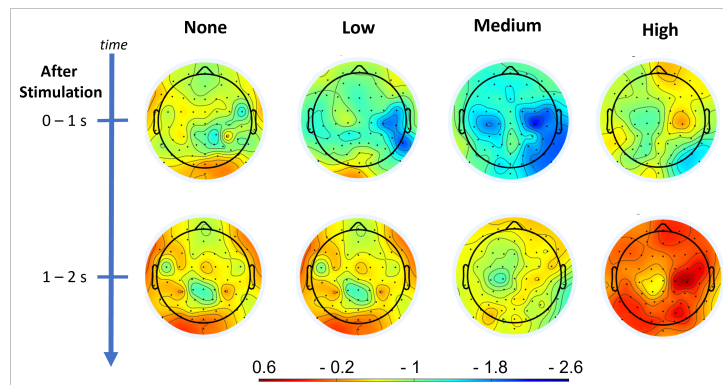 None Low Medium High
time
After
Stimulation
0 – 1 s
1 – 2 s
0.6 - 0.2 - 1 - 1.8 - 2.6